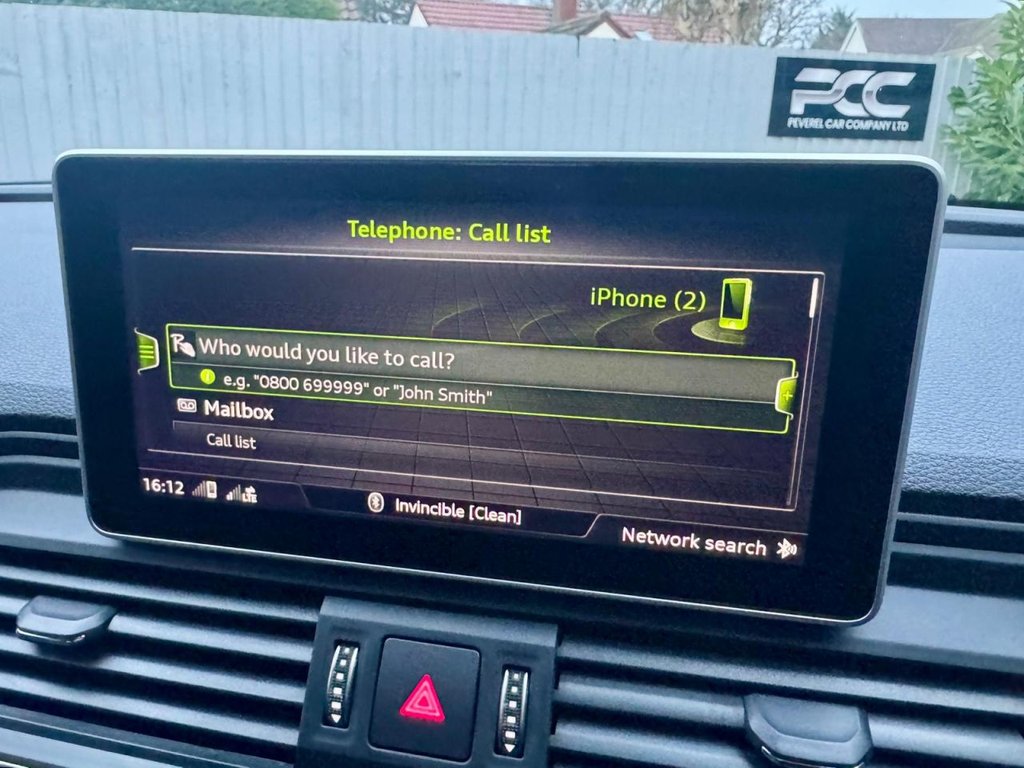 PCC
PEVEREL CAR COMPANY LTD
Telephone: Call list
iPhone (2)
Who would you like to call?
e.g. "0800 699999" or "John Smith"
Mailbox
Call list
16:12 LTE Invincible [Clean] Network search